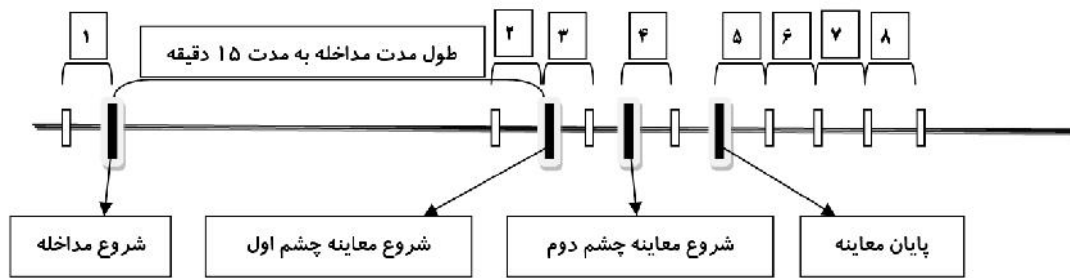 ۱
۲
۳
۴
۵
۶
۷
۸
طول مدت مداخله به مدت ۱۵ دقیقه
شروع مداخله
شروع معاینه چشم اول
شروع معاینه چشم دوم
پایان معاینه